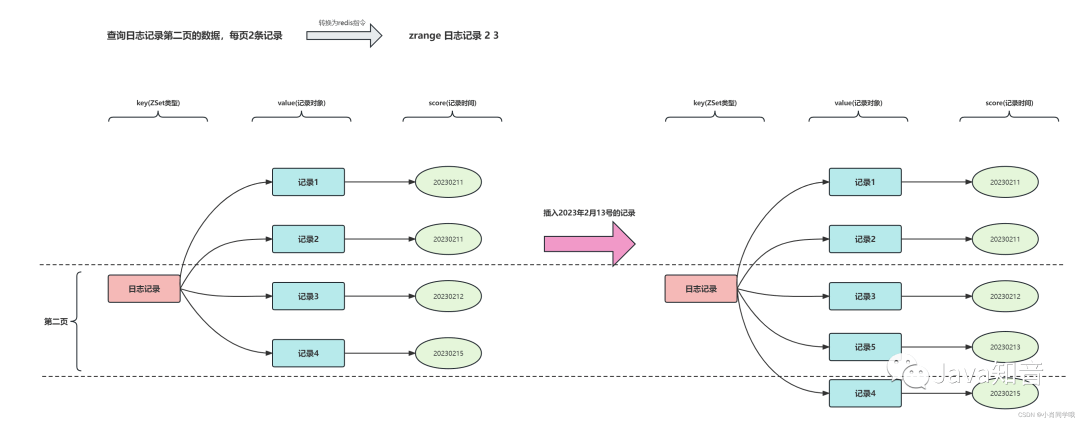 查询日志记录第二页的数据，每页2条记录
转换为redis指令
zrange 日志记录 2 3
key(ZSet类型)
value(记录对象)
score(记录时间)
key(ZSet类型)
value(记录对象)
score(记录时间)
记录1
20230211
记录2
20230211
日志记录
记录3
20230212
第二页
记录4
20230215
插入2023年2月13号的记录
记录1
20230211
记录2
20230211
日志记录
记录3
20230212
记录5
20230213
Java知音
记录4
20230215
CSDN @小肖同学哦